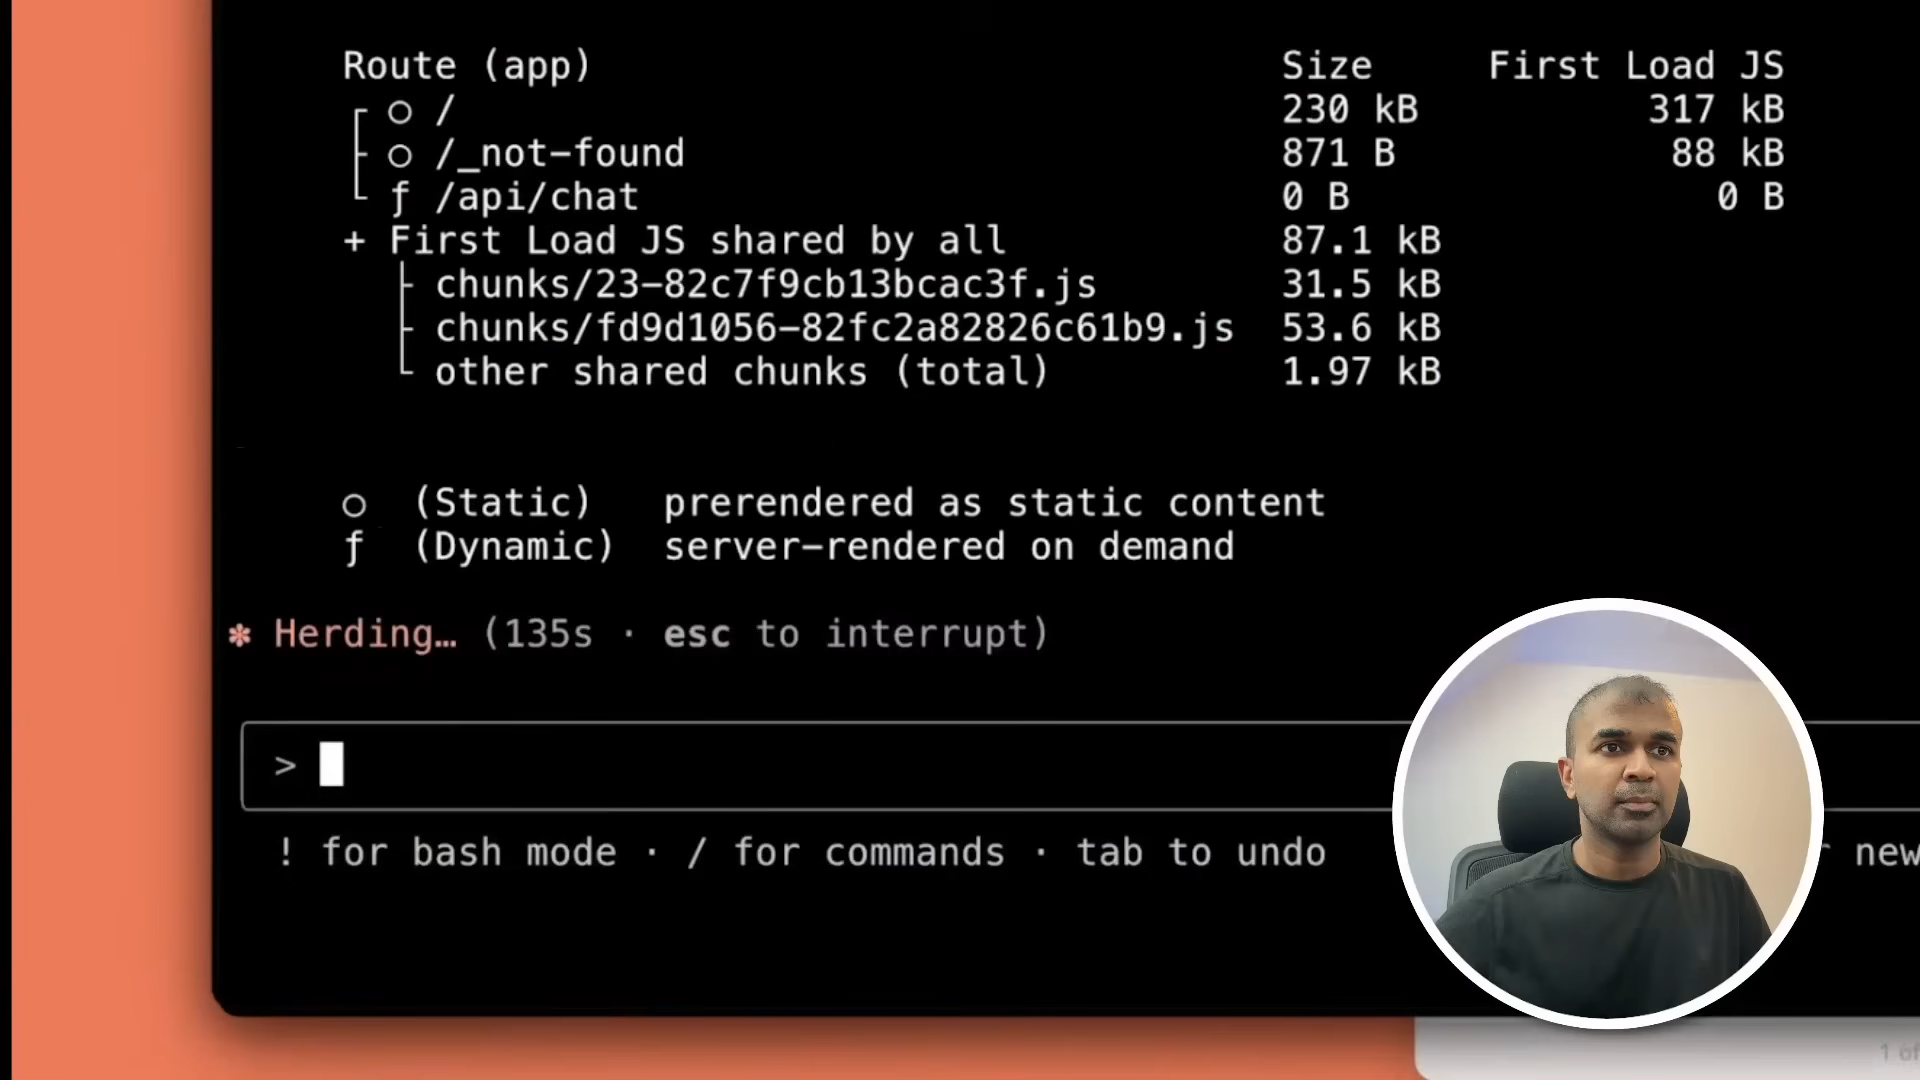 Route (app) Size First Load JS
┌ ○ / 230 kB 317 kB
├ ○ /_not-found 871 B 88 kB
└ ƒ /api/chat 0 B 0 B
+ First Load JS shared by all 87.1 kB
├ chunks/23-82c7f9cb13bcac3f.js 31.5 kB
├ chunks/fd9d1056-82fc2a82826c61b9.js 53.6 kB
└ other shared chunks (total) 1.97 kB
○ (Static) prerendered as static content
ƒ (Dynamic) server-rendered on demand
✻ Herding… (135s · esc to interrupt)
>
! for bash mode · / for commands · tab to undo new
1 of